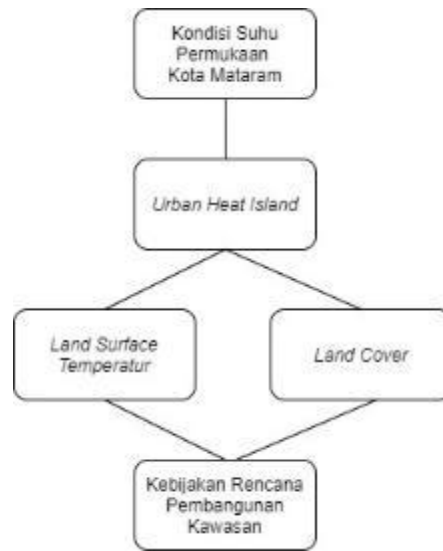 Kondisi Suhu
Permukaan
Kota Mataram
Urban Heat Island
Land Surface
Temperatur
Land Cover
Kebijakan Rencana
Pembangunan
Kawasan